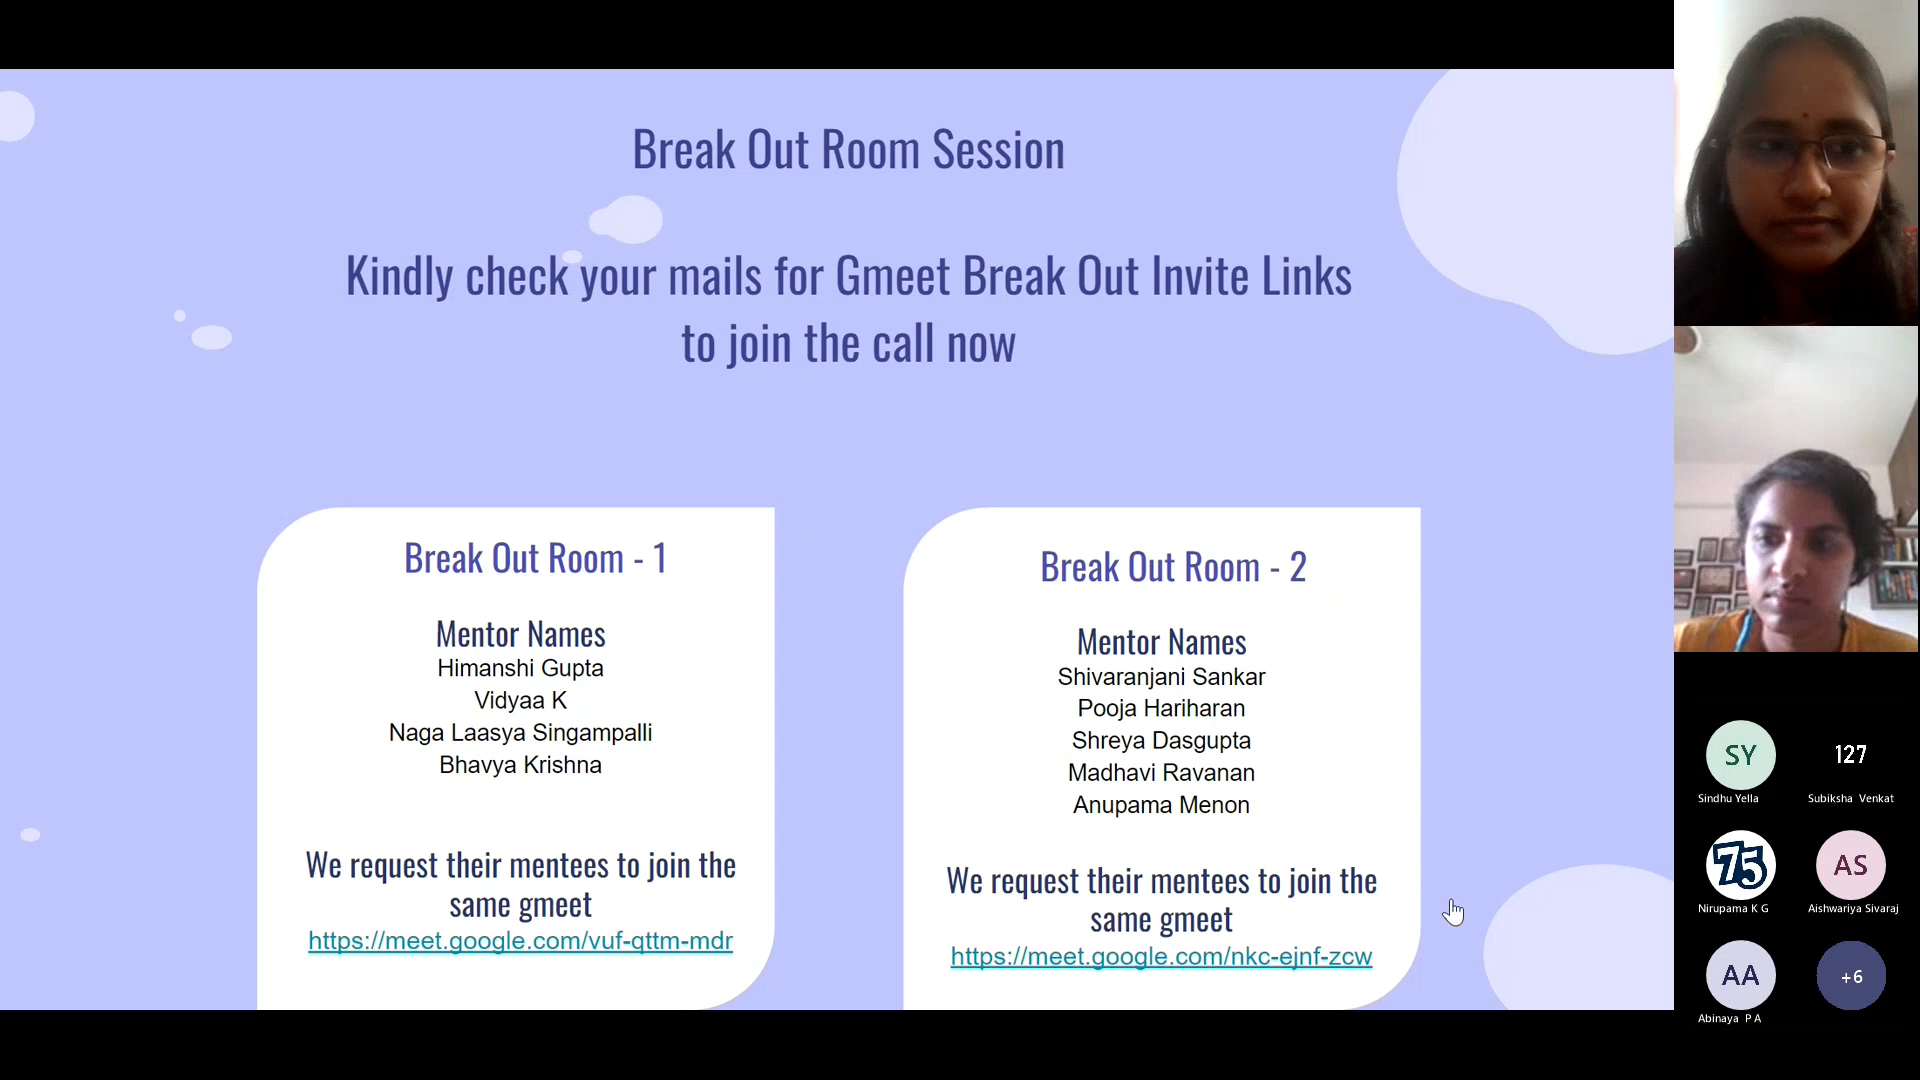 Break Out Room Session
Kindly check your mails for Gmeet Break Out Invite Links
to join the call now
Break Out Room - 1
Mentor Names
Himanshi Gupta
Vidyaa K
Naga Laasya Singampalli
Bhavya Krishna
We request their mentees to join the
same gmeet
https://meet.google.com/vuf-qttm-mdr
Break Out Room - 2
Mentor Names
Shivaranjani Sankar
Pooja Hariharan
Shreya Dasgupta
Madhavi Ravanan
Anupama Menon
We request their mentees to join the
same gmeet
https://meet.google.com/nkc-ejnf-zcw
SY
Sindhu Yella
127
Subiksha Venkat
75
Nirupama K G
AS
Aishwariya Sivaraj
AA
Abinaya P A
+6